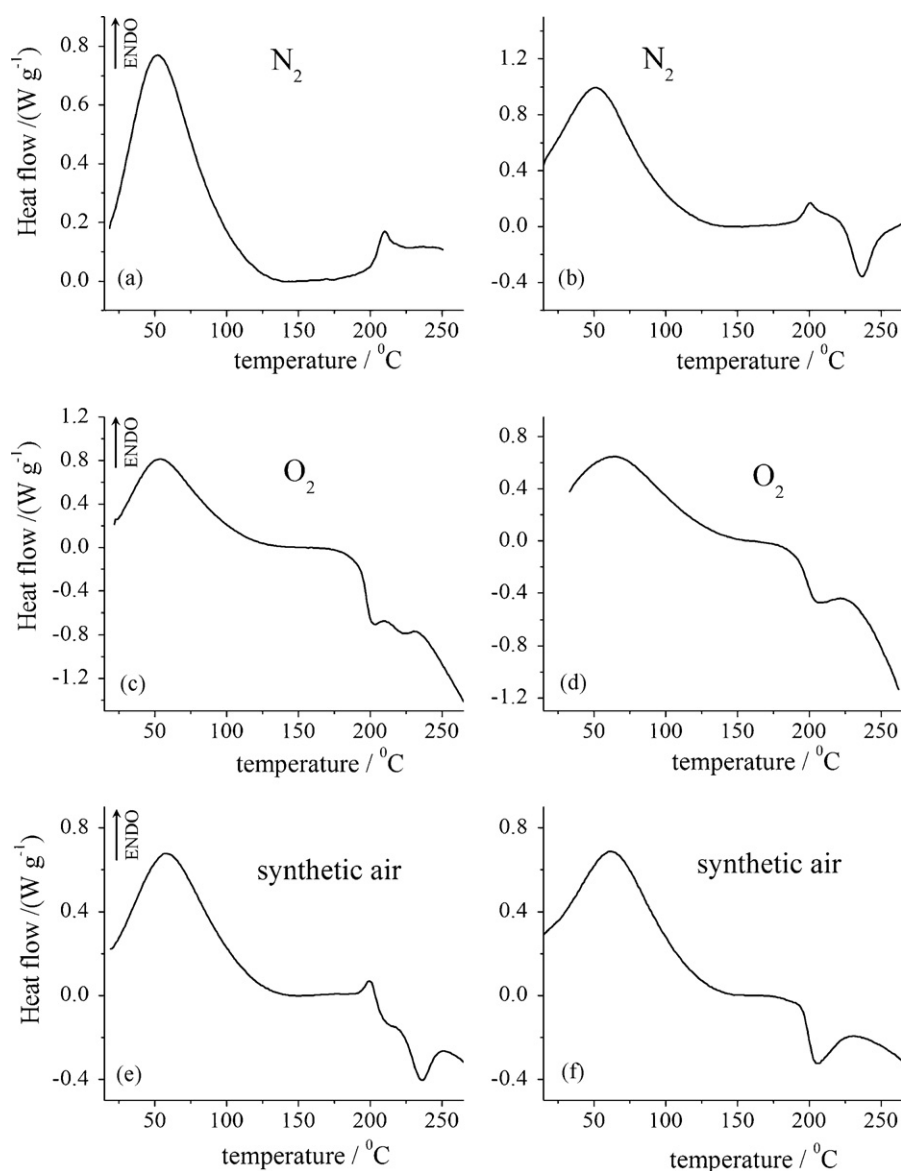 ENDO
Heat flow /(W g⁻¹)
0.8
0.6
0.4
0.2
0.0
N₂
(a)
50 100 150 200 250
temperature / ⁰C
1.2
0.8
0.4
0.0
-0.4
N₂
(b)
50 100 150 200 250
temperature / ⁰C
ENDO
Heat flow /(W g⁻¹)
1.2
0.8
0.4
0.0
-0.4
-0.8
-1.2
O₂
(c)
50 100 150 200 250
temperature / ⁰C
0.8
0.4
0.0
-0.4
-0.8
-1.2
O₂
(d)
50 100 150 200 250
temperature / ⁰C
ENDO
Heat flow /(W g⁻¹)
0.8
0.4
0.0
-0.4
synthetic air
(e)
50 100 150 200 250
temperature / ⁰C
0.8
0.4
0.0
-0.4
synthetic air
(f)
50 100 150 200 250
temperature / ⁰C